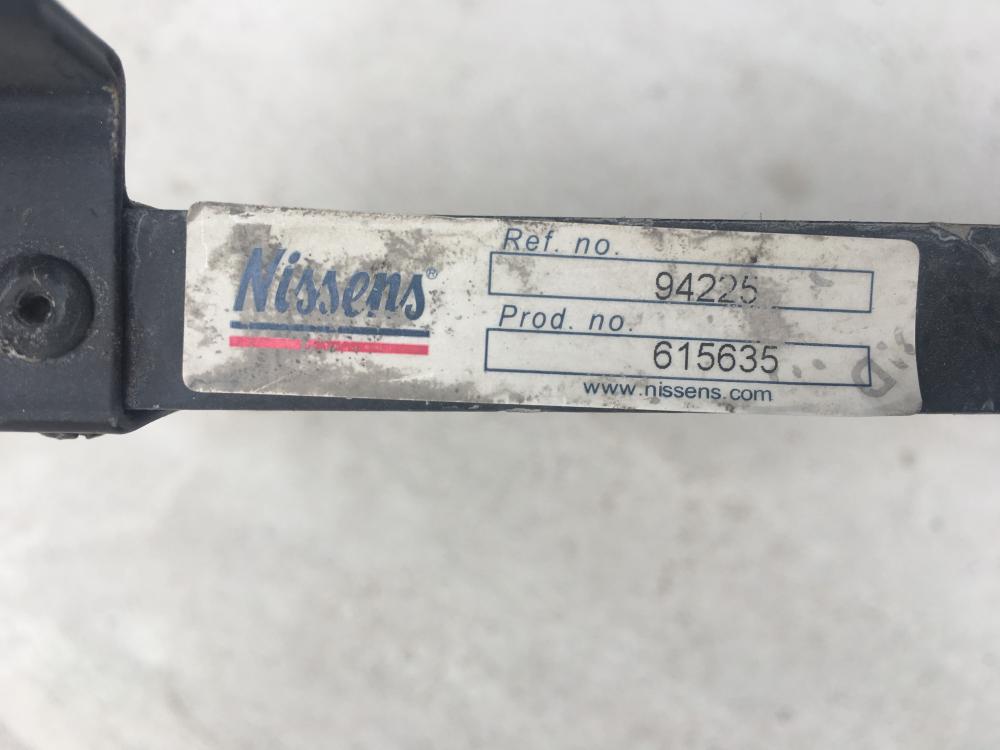 Nissens®
Ref. no.
94225
Prod. no.
615635
www.nissens.com